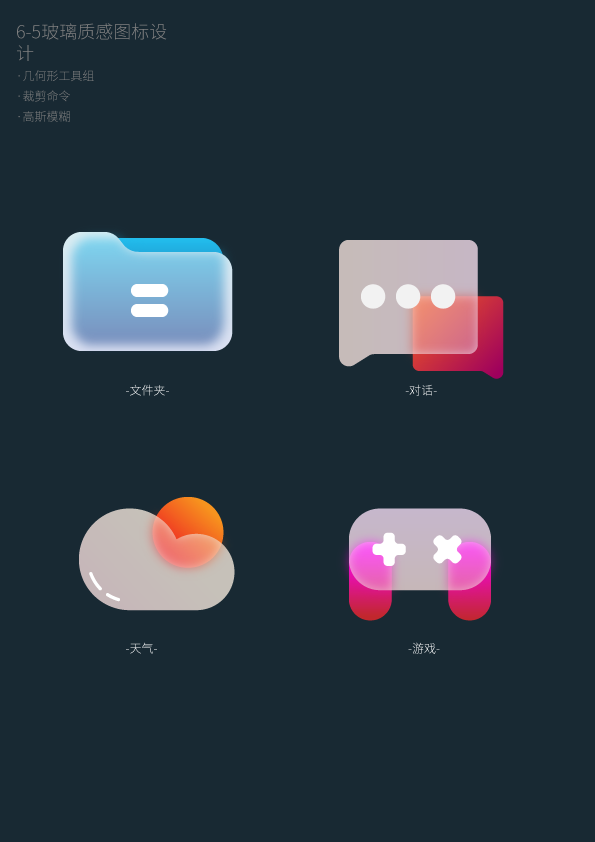 6-5玻璃质感图标设
计
·几何形工具组
·裁剪命令
·高斯模糊
-文件夹-
-对话-
-天气-
-游戏-